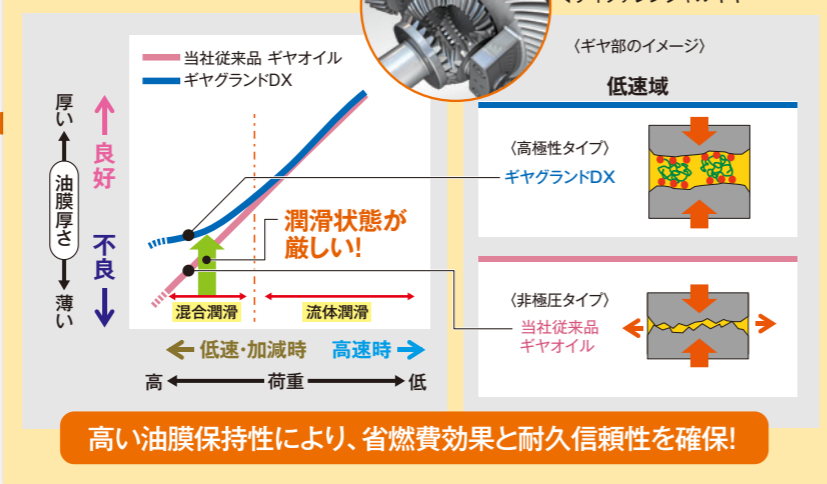 〈ギヤ部のイメージ〉
当社従来品 ギヤオイル
ギヤグランドDX
低速域
厚い
油膜厚さ
薄い
良好
不良
潤滑状態が
厳しい!
混合潤滑
流体潤滑
低速・加減時
高速時
高
荷重
低
〈高極性タイプ〉
ギヤグランドDX
〈非極圧タイプ〉
当社従来品
ギヤオイル
高い油膜保持性により、省燃費効果と耐久信頼性を確保!